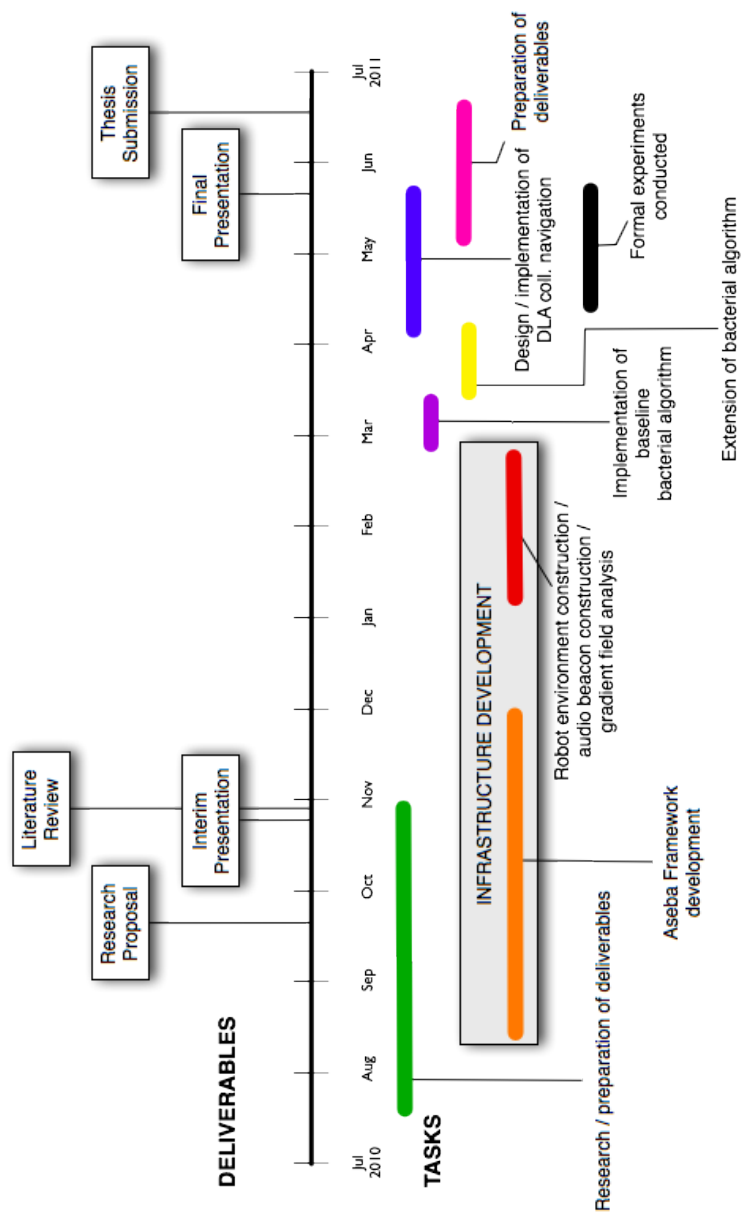 Literature
Review
Research
Proposal
Interim
Presentation
Thesis
Submission
Final
Presentation
DELIVERABLES
Jul
2010
Aug
Sep
Oct
Nov
Dec
Jan
Feb
Mar
Apr
May
Jun
Jul
2011
TASKS
INFRASTRUCTURE DEVELOPMENT
Research / preparation of deliverables
Aseba Framework
development
Robot environment construction /
audio beacon construction /
gradient field analysis
Implementation of
baseline
bacterial algorithm
Extension of bacterial algorithm
Design / implementation of
DLA coll. navigation
Preparation of
deliverables
Formal experiments
conducted